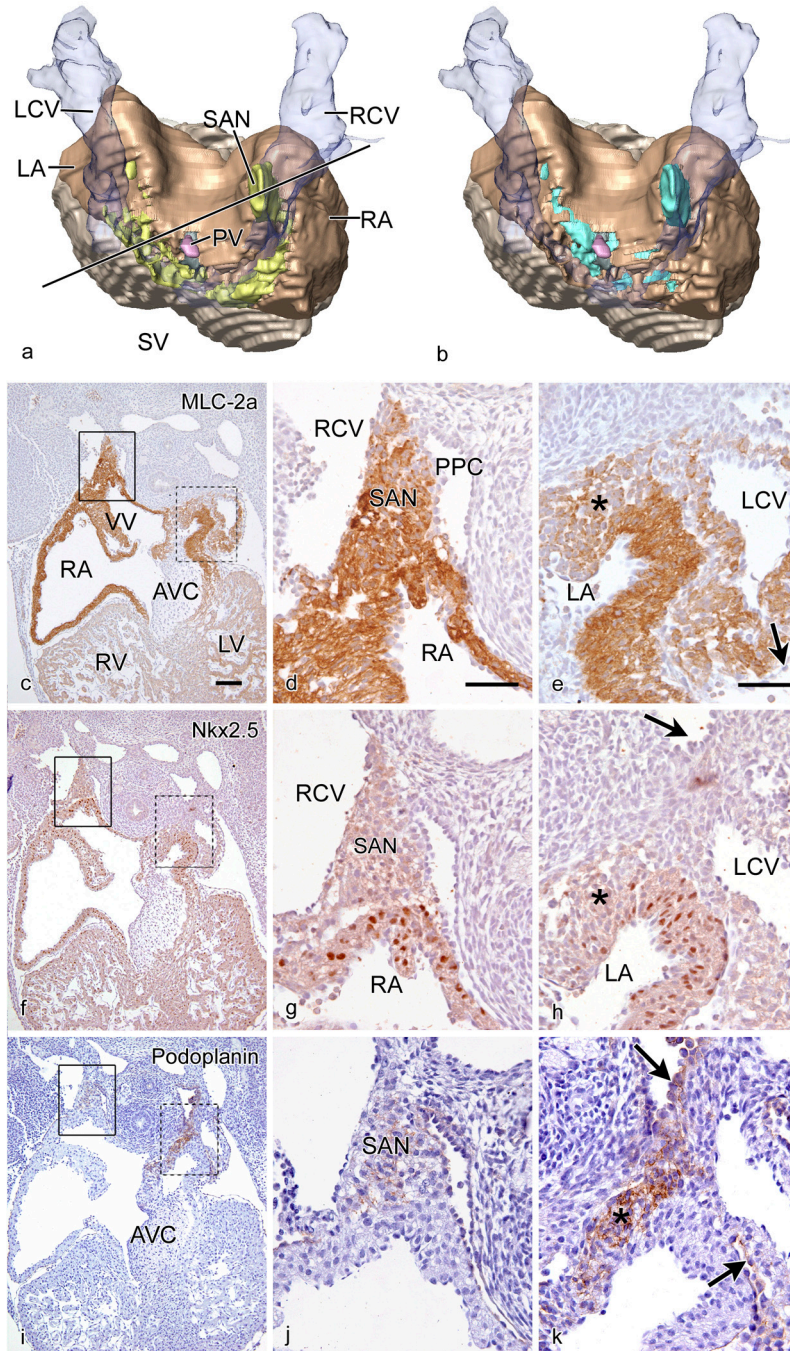 LCV
SAN
RCV
LA
RA
PV
SV
a
b
MLC-2a
VV
RA
AVC
RV
LV
c
RCV
PPC
SAN
RA
d
*
LCV
LA
e
Nkx2.5
f
RCV
SAN
RA
g
*
LCV
LA
h
Podoplanin
AVC
i
SAN
j
*
k